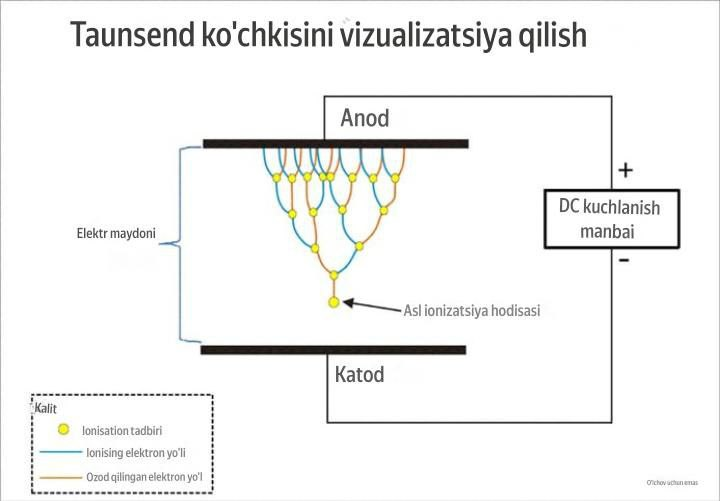 Taunsend ko'chkisini vizualizatsiya qilish
Anod
+
DC kuchlanish
manbai
-
Elektr maydoni
Asl ionizatsiya hodisasi
Katod
Kalit
Ionisation tadbiri
Ionising elektron yo'li
Ozod qilingan elektron yo'l
O'lchov uchun emas